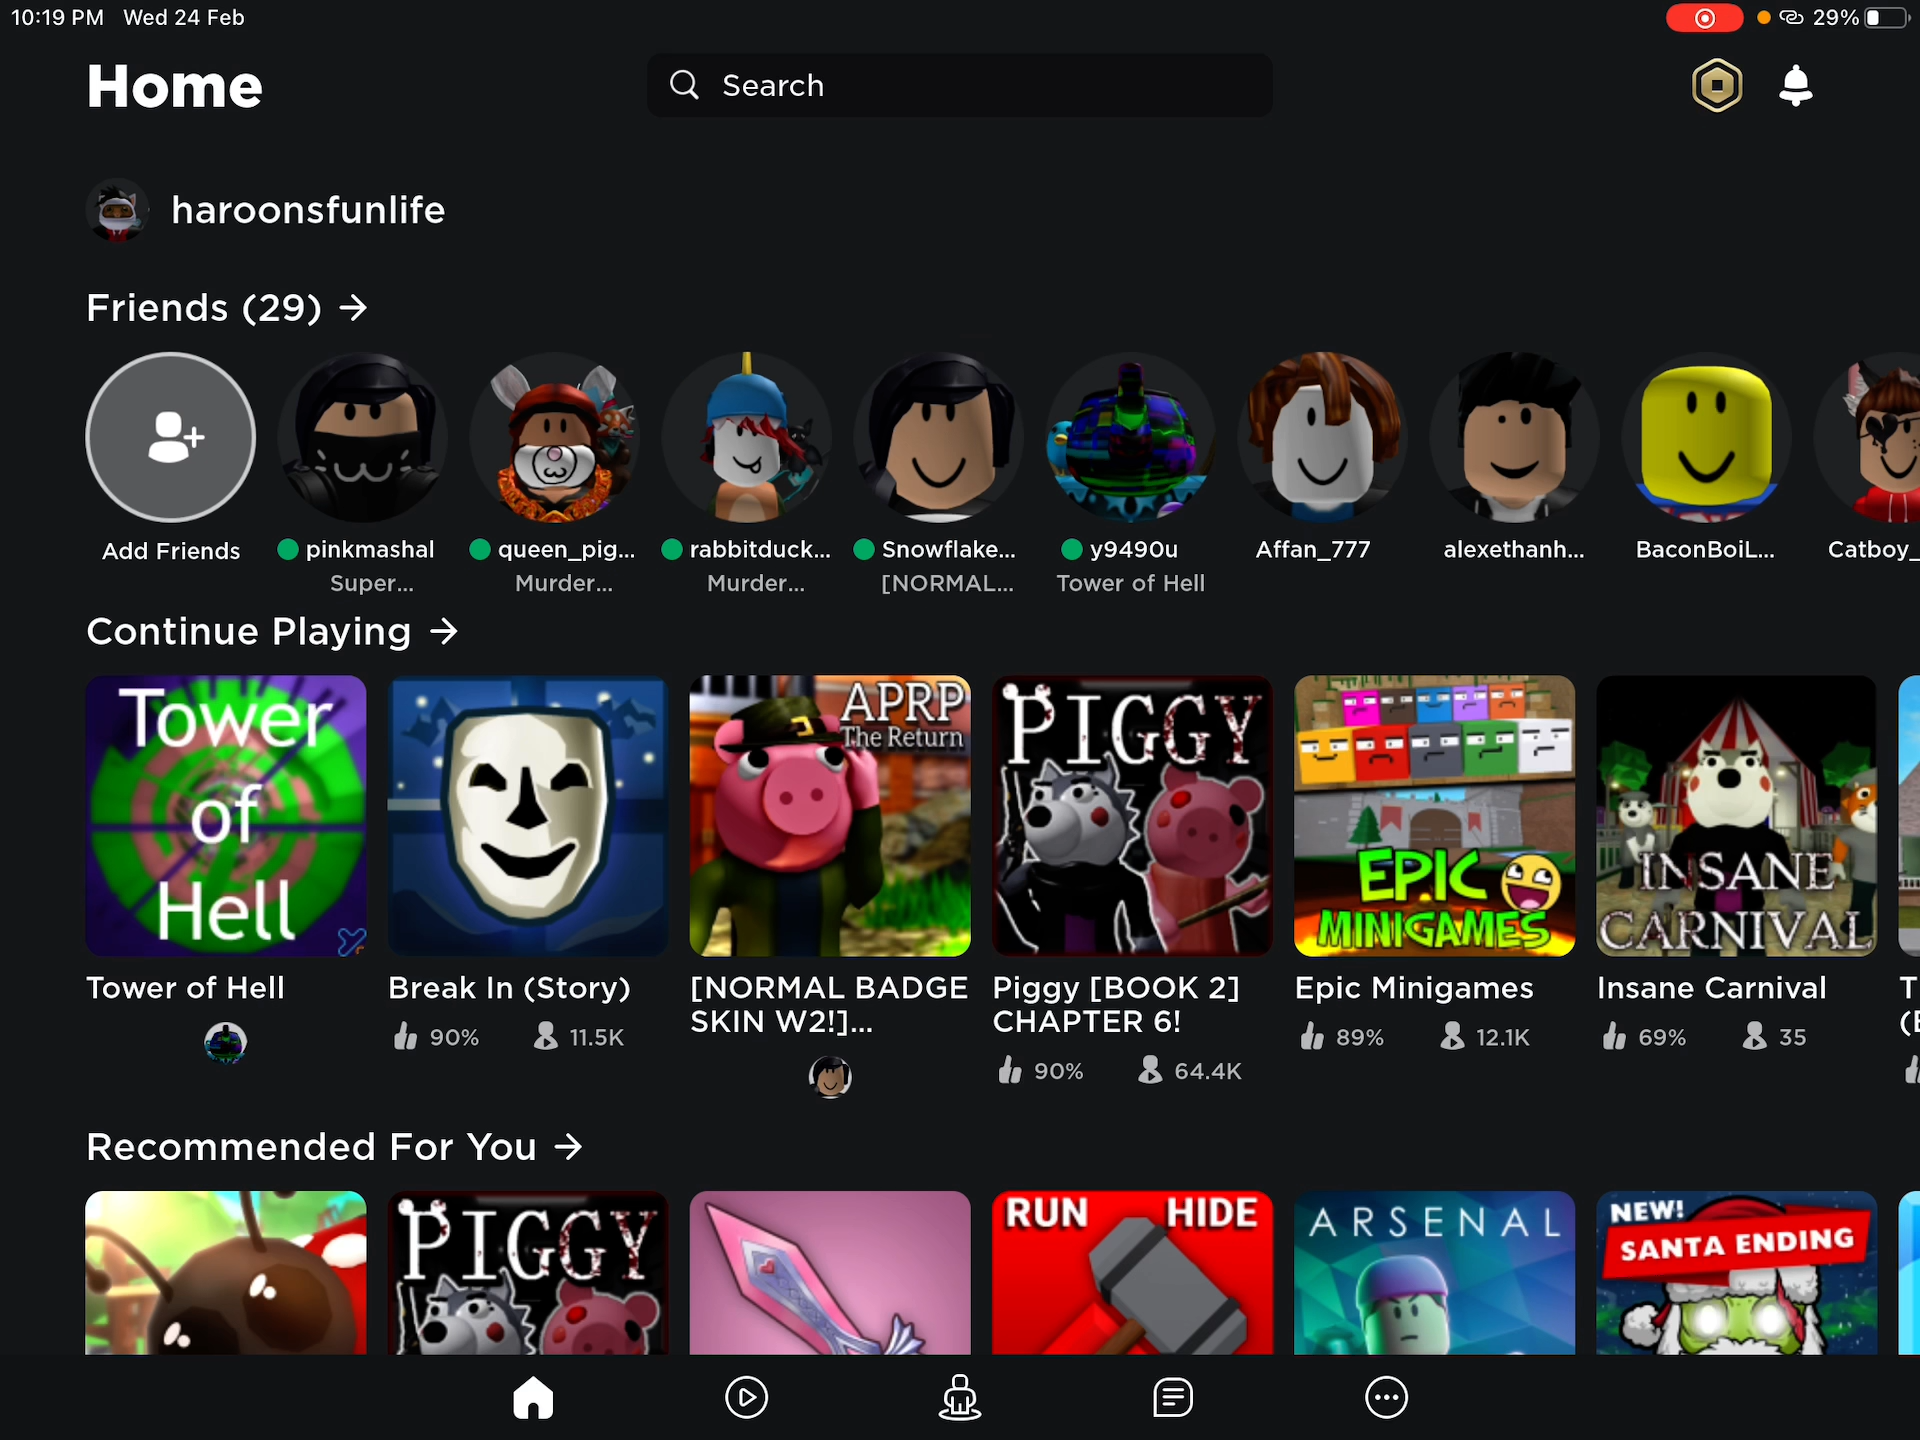 10:19 PM Wed 24 Feb
29%
Home
Search
haroonsfunlife
Friends (29)
Add Friends
pinkmashal
Super...
queen_pig...
Murder...
rabbitduck...
Murder...
Snowflake...
[NORMAL...
y9490u
Tower of Hell
Affan_777
alexethanh...
BaconBoiL...
Catboy_
Continue Playing
Tower
of
Hell
APRP
The Return
PIGGY
EPIC
MINIGAMES
INSANE
CARNIVAL
Tower of Hell
Break In (Story)
90% 11.5K
[NORMAL BADGE
SKIN W2!]...
Piggy [BOOK 2]
CHAPTER 6!
90% 64.4K
Epic Minigames
89% 12.1K
Insane Carnival
69% 35
Recommended For You
PIGGY
RUN HIDE
ARSENAL
NEW!
SANTA ENDING